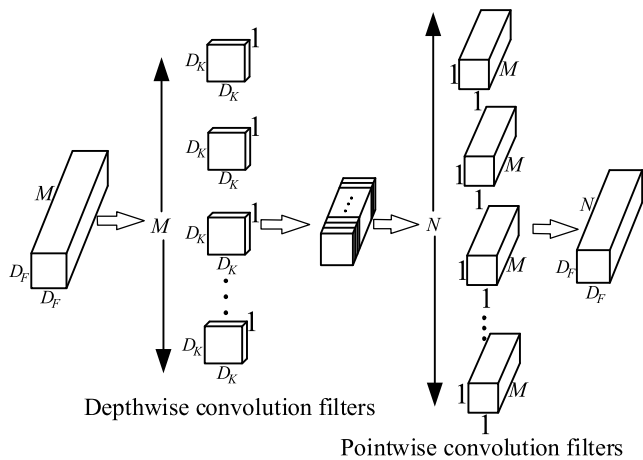 M
D_F
D_F
M
D_K
D_K
1
D_K
D_K
1
D_K
D_K
1
D_K
D_K
1
Depthwise convolution filters
N
1
1
M
1
1
M
1
1
M
1
1
M
Pointwise convolution filters
N
D_F
D_F